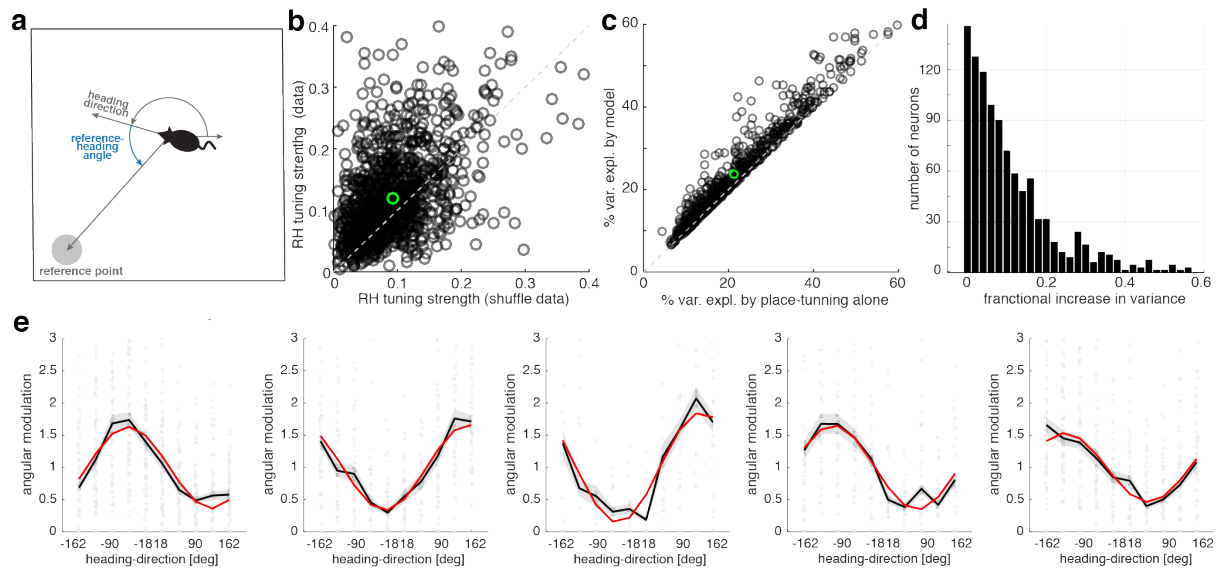 a
heading
direction
reference-
heading
angle
reference point
b
RH tuning strenthg (data)
0.4
0.3
0.2
0.1
0
0
0.1
0.2
0.3
0.4
RH tuning strength (shuffle data)
c
% var. expl. by model
60
40
20
0
0
20
40
60
% var. expl. by place-tunning alone
d
number of neurons
120
90
60
30
0
0
0.2
0.4
0.6
franctional increase in variance
e
angular modulation
3
2.5
2
1.5
1
0.5
0
-162 -90 -1818 90 162
heading-direction [deg]
angular modulation
3
2.5
2
1.5
1
0.5
0
-162 -90 -1818 90 162
heading-direction [deg]
angular modulation
3
2.5
2
1.5
1
0.5
0
-162 -90 -1818 90 162
heading-direction [deg]
angular modulation
3
2.5
2
1.5
1
0.5
0
-162 -90 -1818 90 162
heading-direction [deg]
angular modulation
3
2.5
2
1.5
1
0.5
0
-162 -90 -1818 90 162
heading-direction [deg]